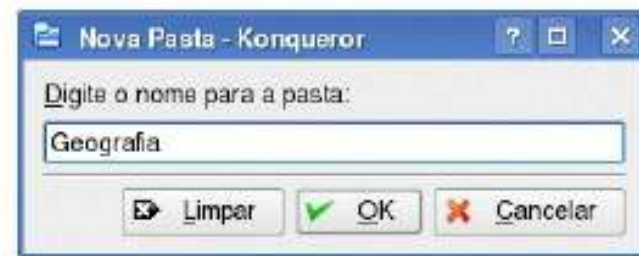 Nova Pasta - Konqueror
Digite o nome para a pasta:
Geografia
Limpar OK Cancelar